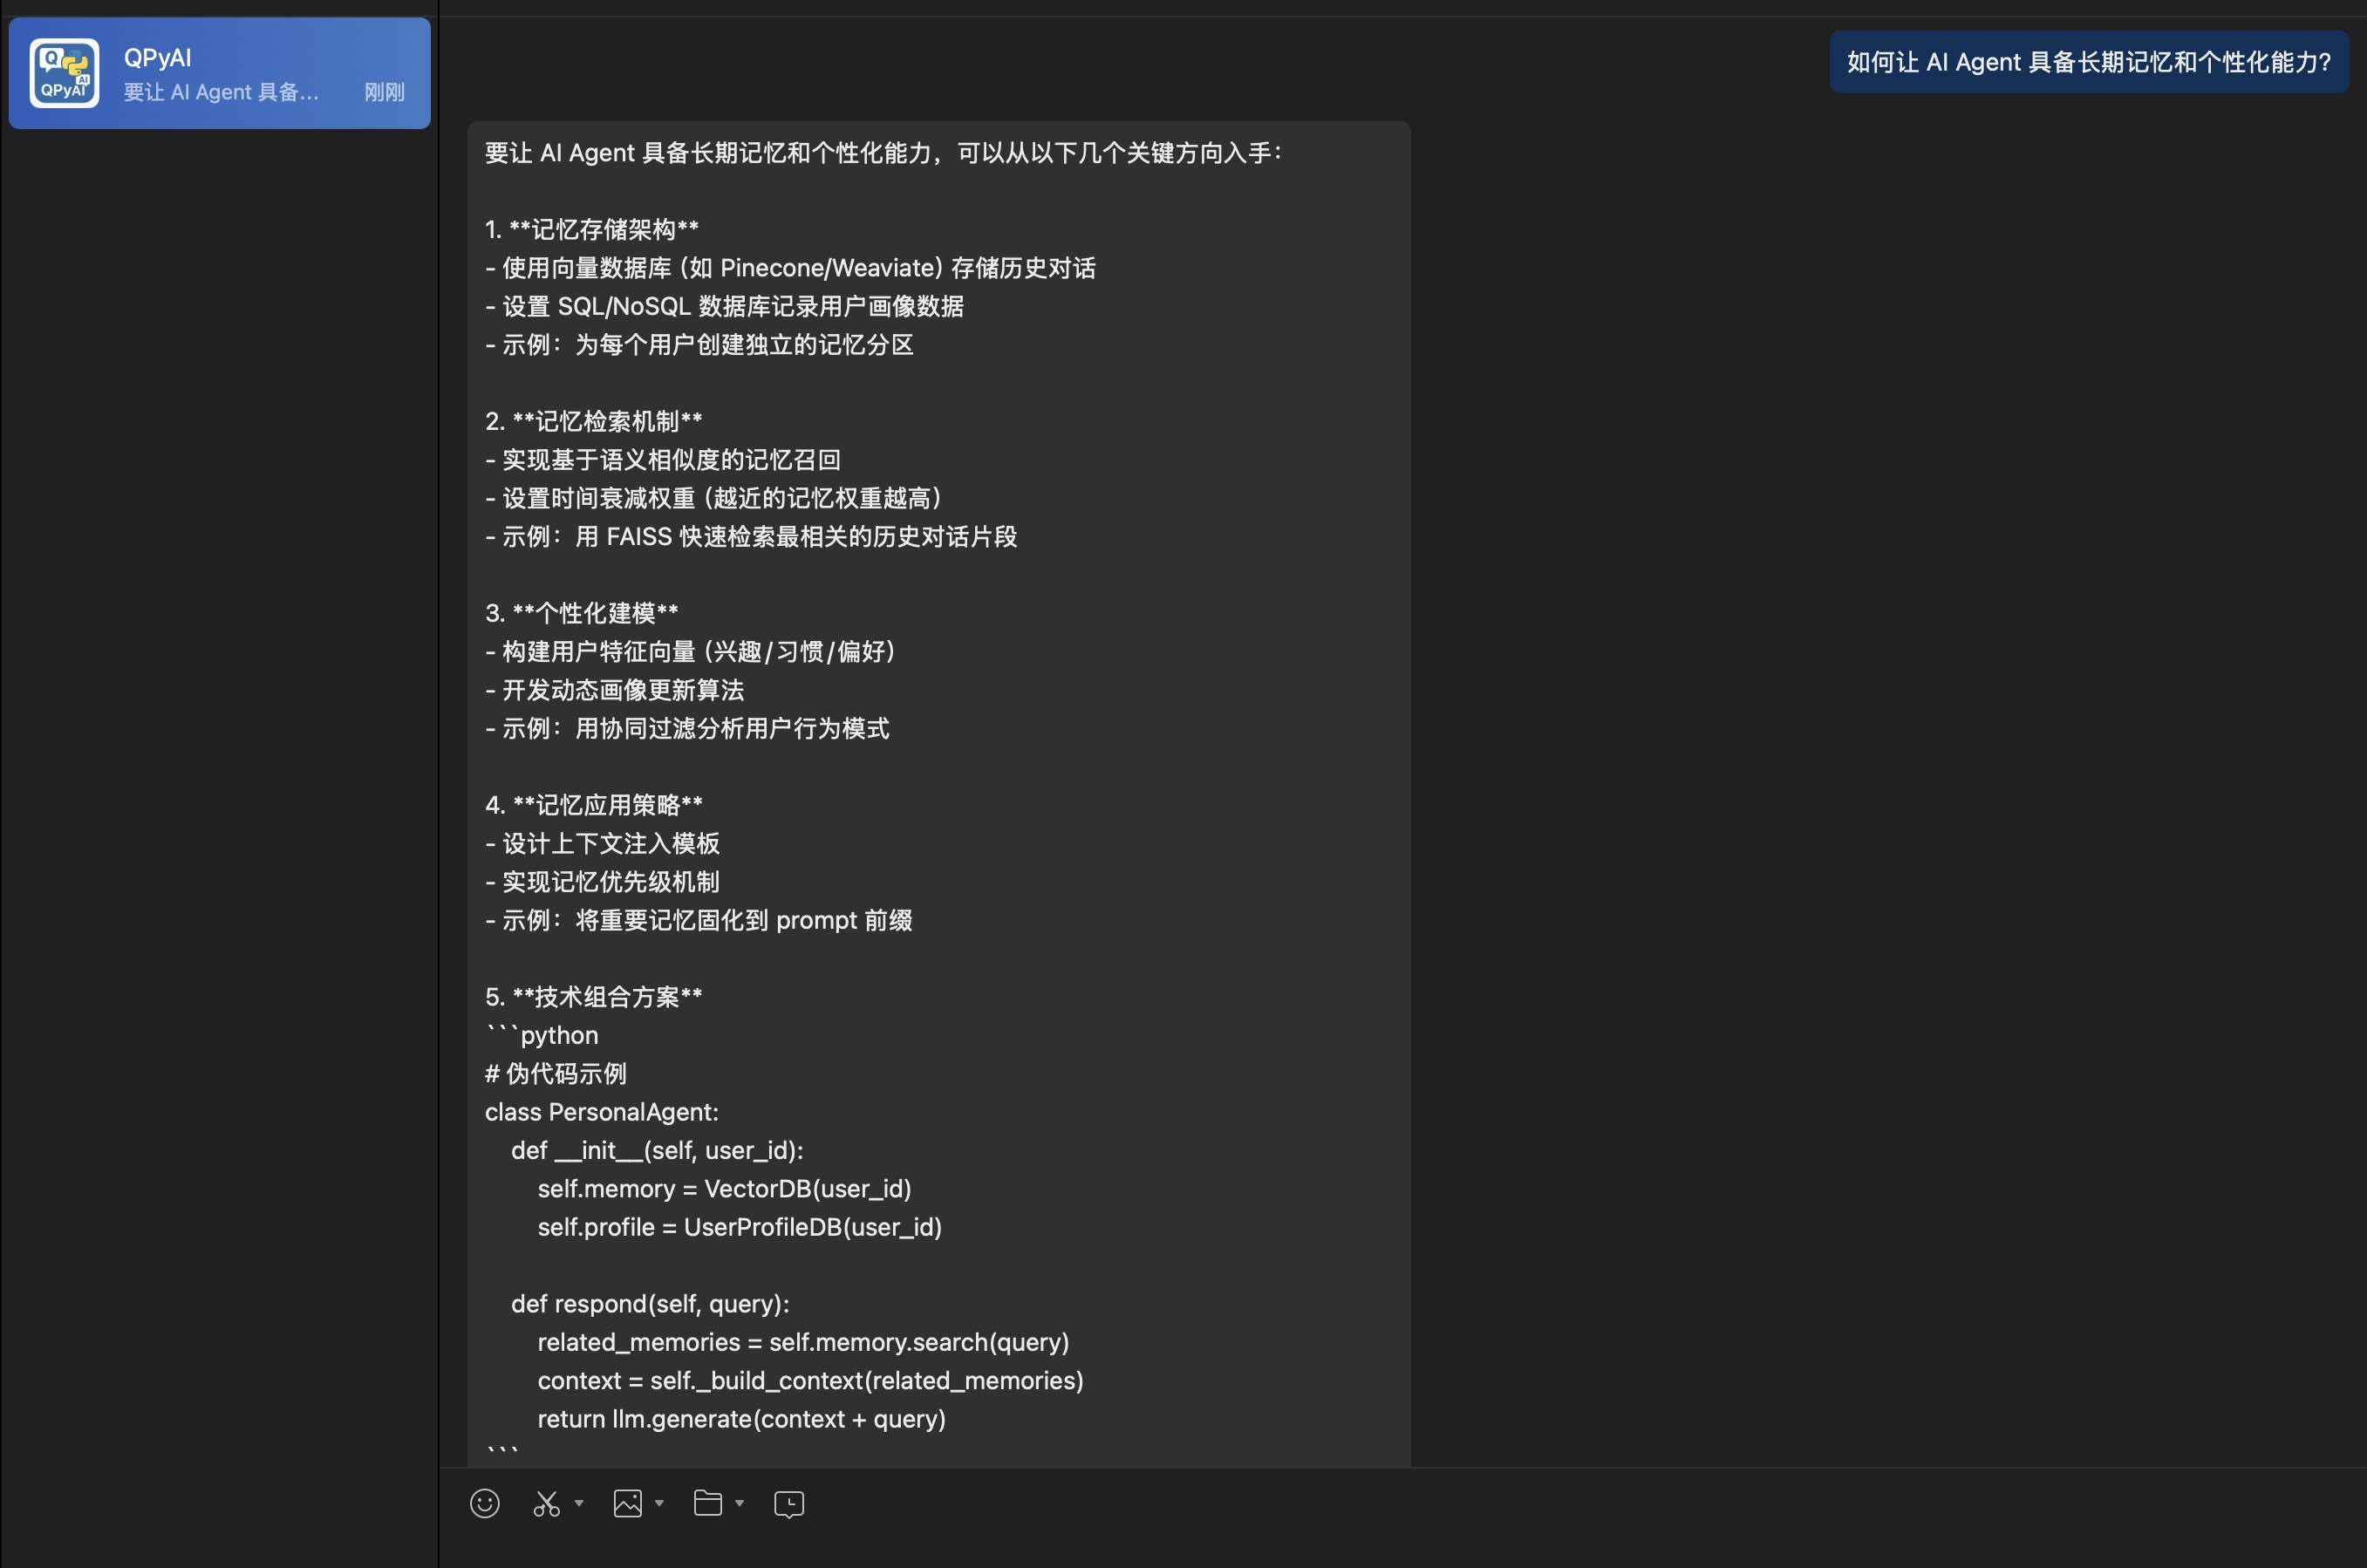 QPyAI
要让 AI Agent 具备...
刚刚
Q
AI
QPyAI
如何让 AI Agent 具备长期记忆和个性化能力?
要让 AI Agent 具备长期记忆和个性化能力，可以从以下几个关键方向入手：
1. **记忆存储架构**
- 使用向量数据库（如 Pinecone/Weaviate）存储历史对话
- 设置 SQL/NoSQL 数据库记录用户画像数据
- 示例：为每个用户创建独立的记忆分区
2. **记忆检索机制**
- 实现基于语义相似度的记忆召回
- 设置时间衰减权重（越近的记忆权重越高）
- 示例：用 FAISS 快速检索最相关的历史对话片段
3. **个性化建模**
- 构建用户特征向量（兴趣/习惯/偏好）
- 开发动态画像更新算法
- 示例：用协同过滤分析用户行为模式
4. **记忆应用策略**
- 设计上下文注入模板
- 实现记忆优先级机制
- 示例：将重要记忆固化到 prompt 前缀
5. **技术组合方案**
```python
# 伪代码示例
class PersonalAgent:
    def __init__(self, user_id):
        self.memory = VectorDB(user_id)
        self.profile = UserProfileDB(user_id)
    def respond(self, query):
        related_memories = self.memory.search(query)
        context = self._build_context(related_memories)
        return llm.generate(context + query)
```